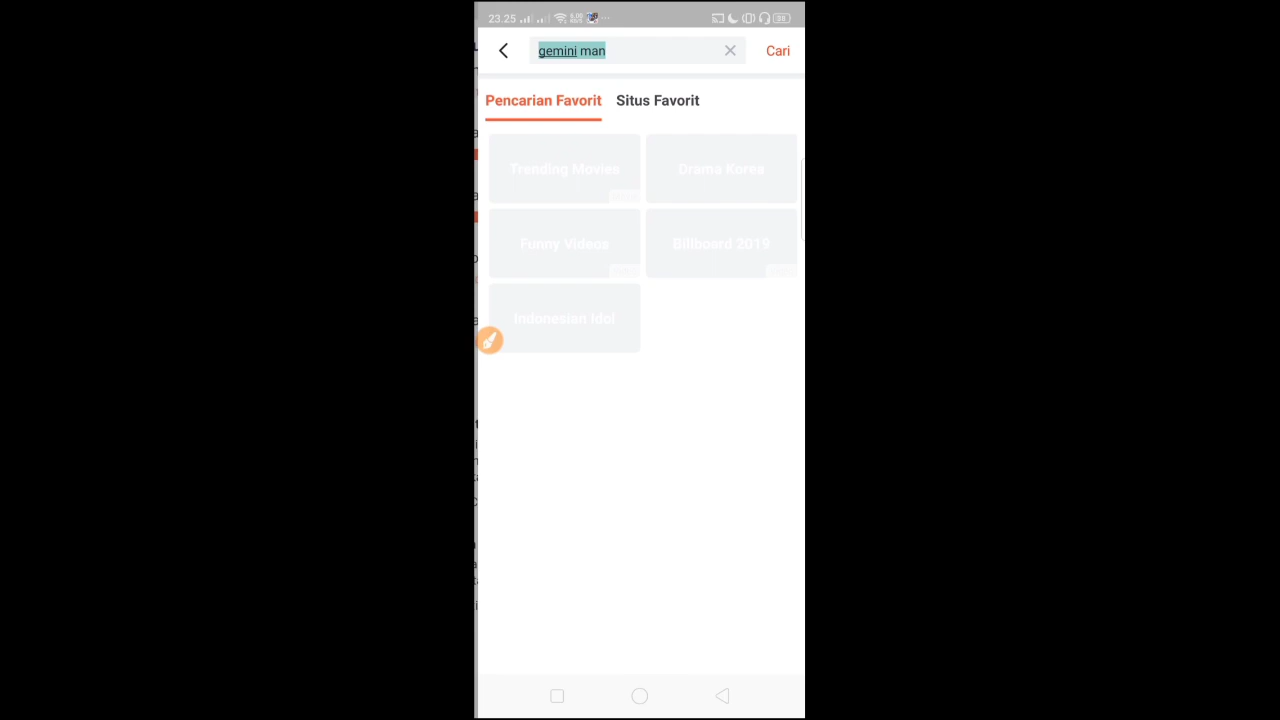 23.25
gemini man
Cari
Pencarian Favorit
Situs Favorit
Trending Movies
Drama Korea
Funny Videos
Billboard 2019
Indonesian Idol